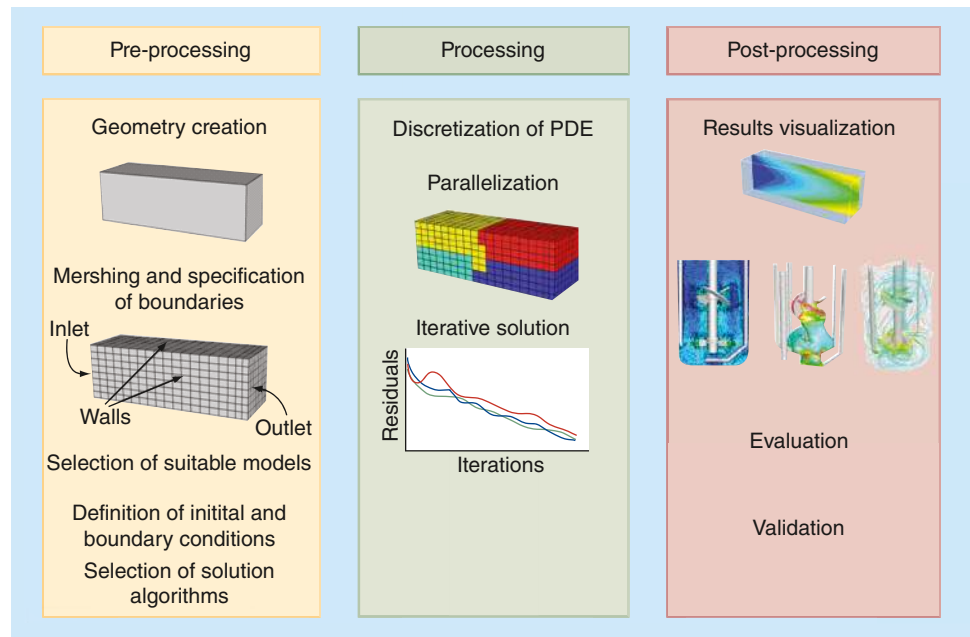 Pre-processing
Geometry creation
Mershing and specification
of boundaries
Inlet
Walls
Outlet
Selection of suitable models
Definition of initital and
boundary conditions
Selection of solution
algorithms
Processing
Discretization of PDE
Parallelization
Iterative solution
Residuals
Iterations
Post-processing
Results visualization
Evaluation
Validation